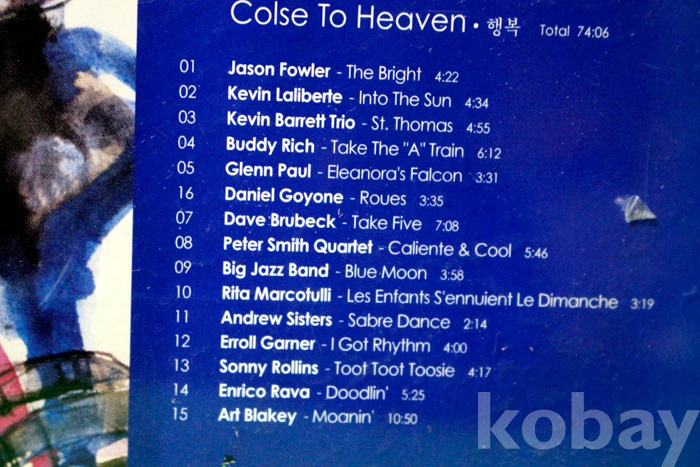 Colse To Heaven • 행복 Total 74:06
01 Jason Fowler - The Bright 4:22
02 Kevin Laliberte - Into The Sun 4:34
03 Kevin Barrett Trio - St. Thomas 4:55
04 Buddy Rich - Take The "A" Train 6:12
05 Glenn Paul - Eleanora's Falcon 3:31
16 Daniel Goyone - Roues 3:35
07 Dave Brubeck - Take Five 7:08
08 Peter Smith Quartet - Caliente & Cool 5:46
09 Big Jazz Band - Blue Moon 3:58
10 Rita Marcotulli - Les Enfants S'ennuient Le Dimanche 3:19
11 Andrew Sisters - Sabre Dance 2:14
12 Erroll Garner - I Got Rhythm 4:00
13 Sonny Rollins - Toot Toot Toosie 4:17
14 Enrico Rava - Doodlin' 5:25
15 Art Blakey - Moanin' 10:50
kobay